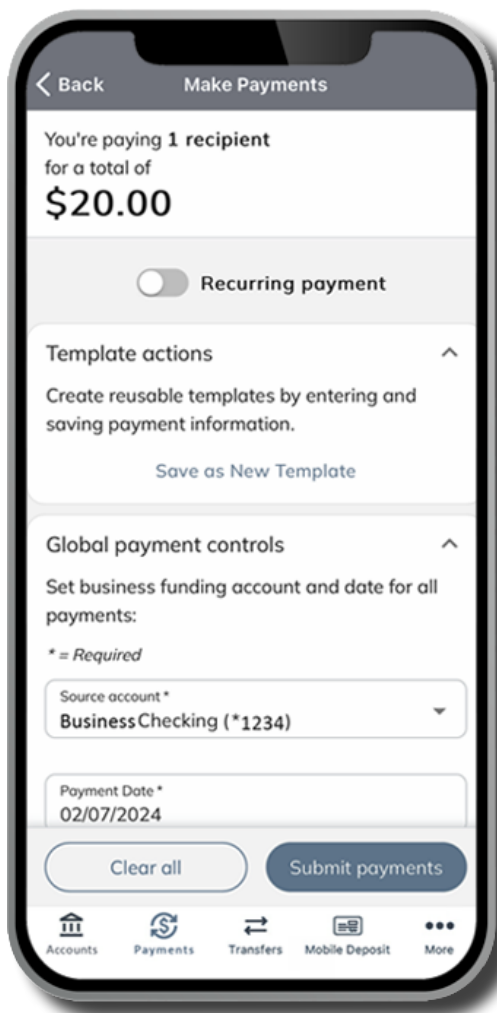 Back
Make Payments
You're paying 1 recipient
for a total of
$20.00
Recurring payment
Template actions
Create reusable templates by entering and
saving payment information.
Save as New Template
Global payment controls
Set business funding account and date for all
payments:
* = Required
Source account *
Business Checking (*1234)
Payment Date *
02/07/2024
Clear all
Submit payments
Accounts
Payments
Transfers
Mobile Deposit
More